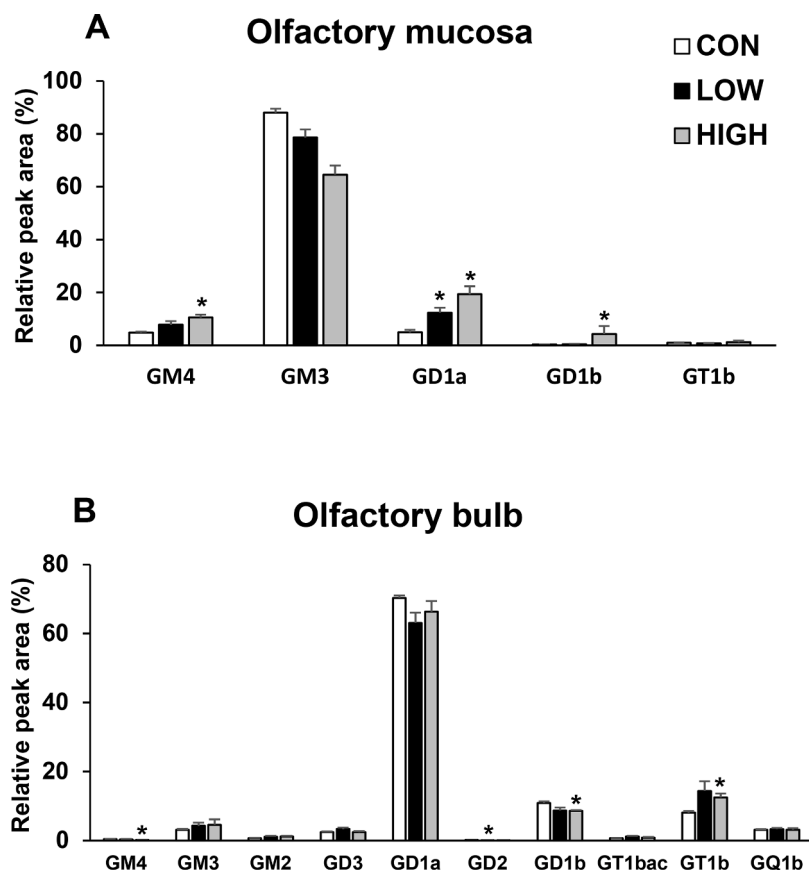 A
Olfactory mucosa
CON
LOW
HIGH
Relative peak area (%)
100
80
60
40
20
0
*
* *
*
GM4 GM3 GD1a GD1b GT1b
B
Olfactory bulb
Relative peak area (%)
80
60
40
20
0
* * * *
GM4 GM3 GM2 GD3 GD1a GD2 GD1b GT1bac GT1b GQ1b